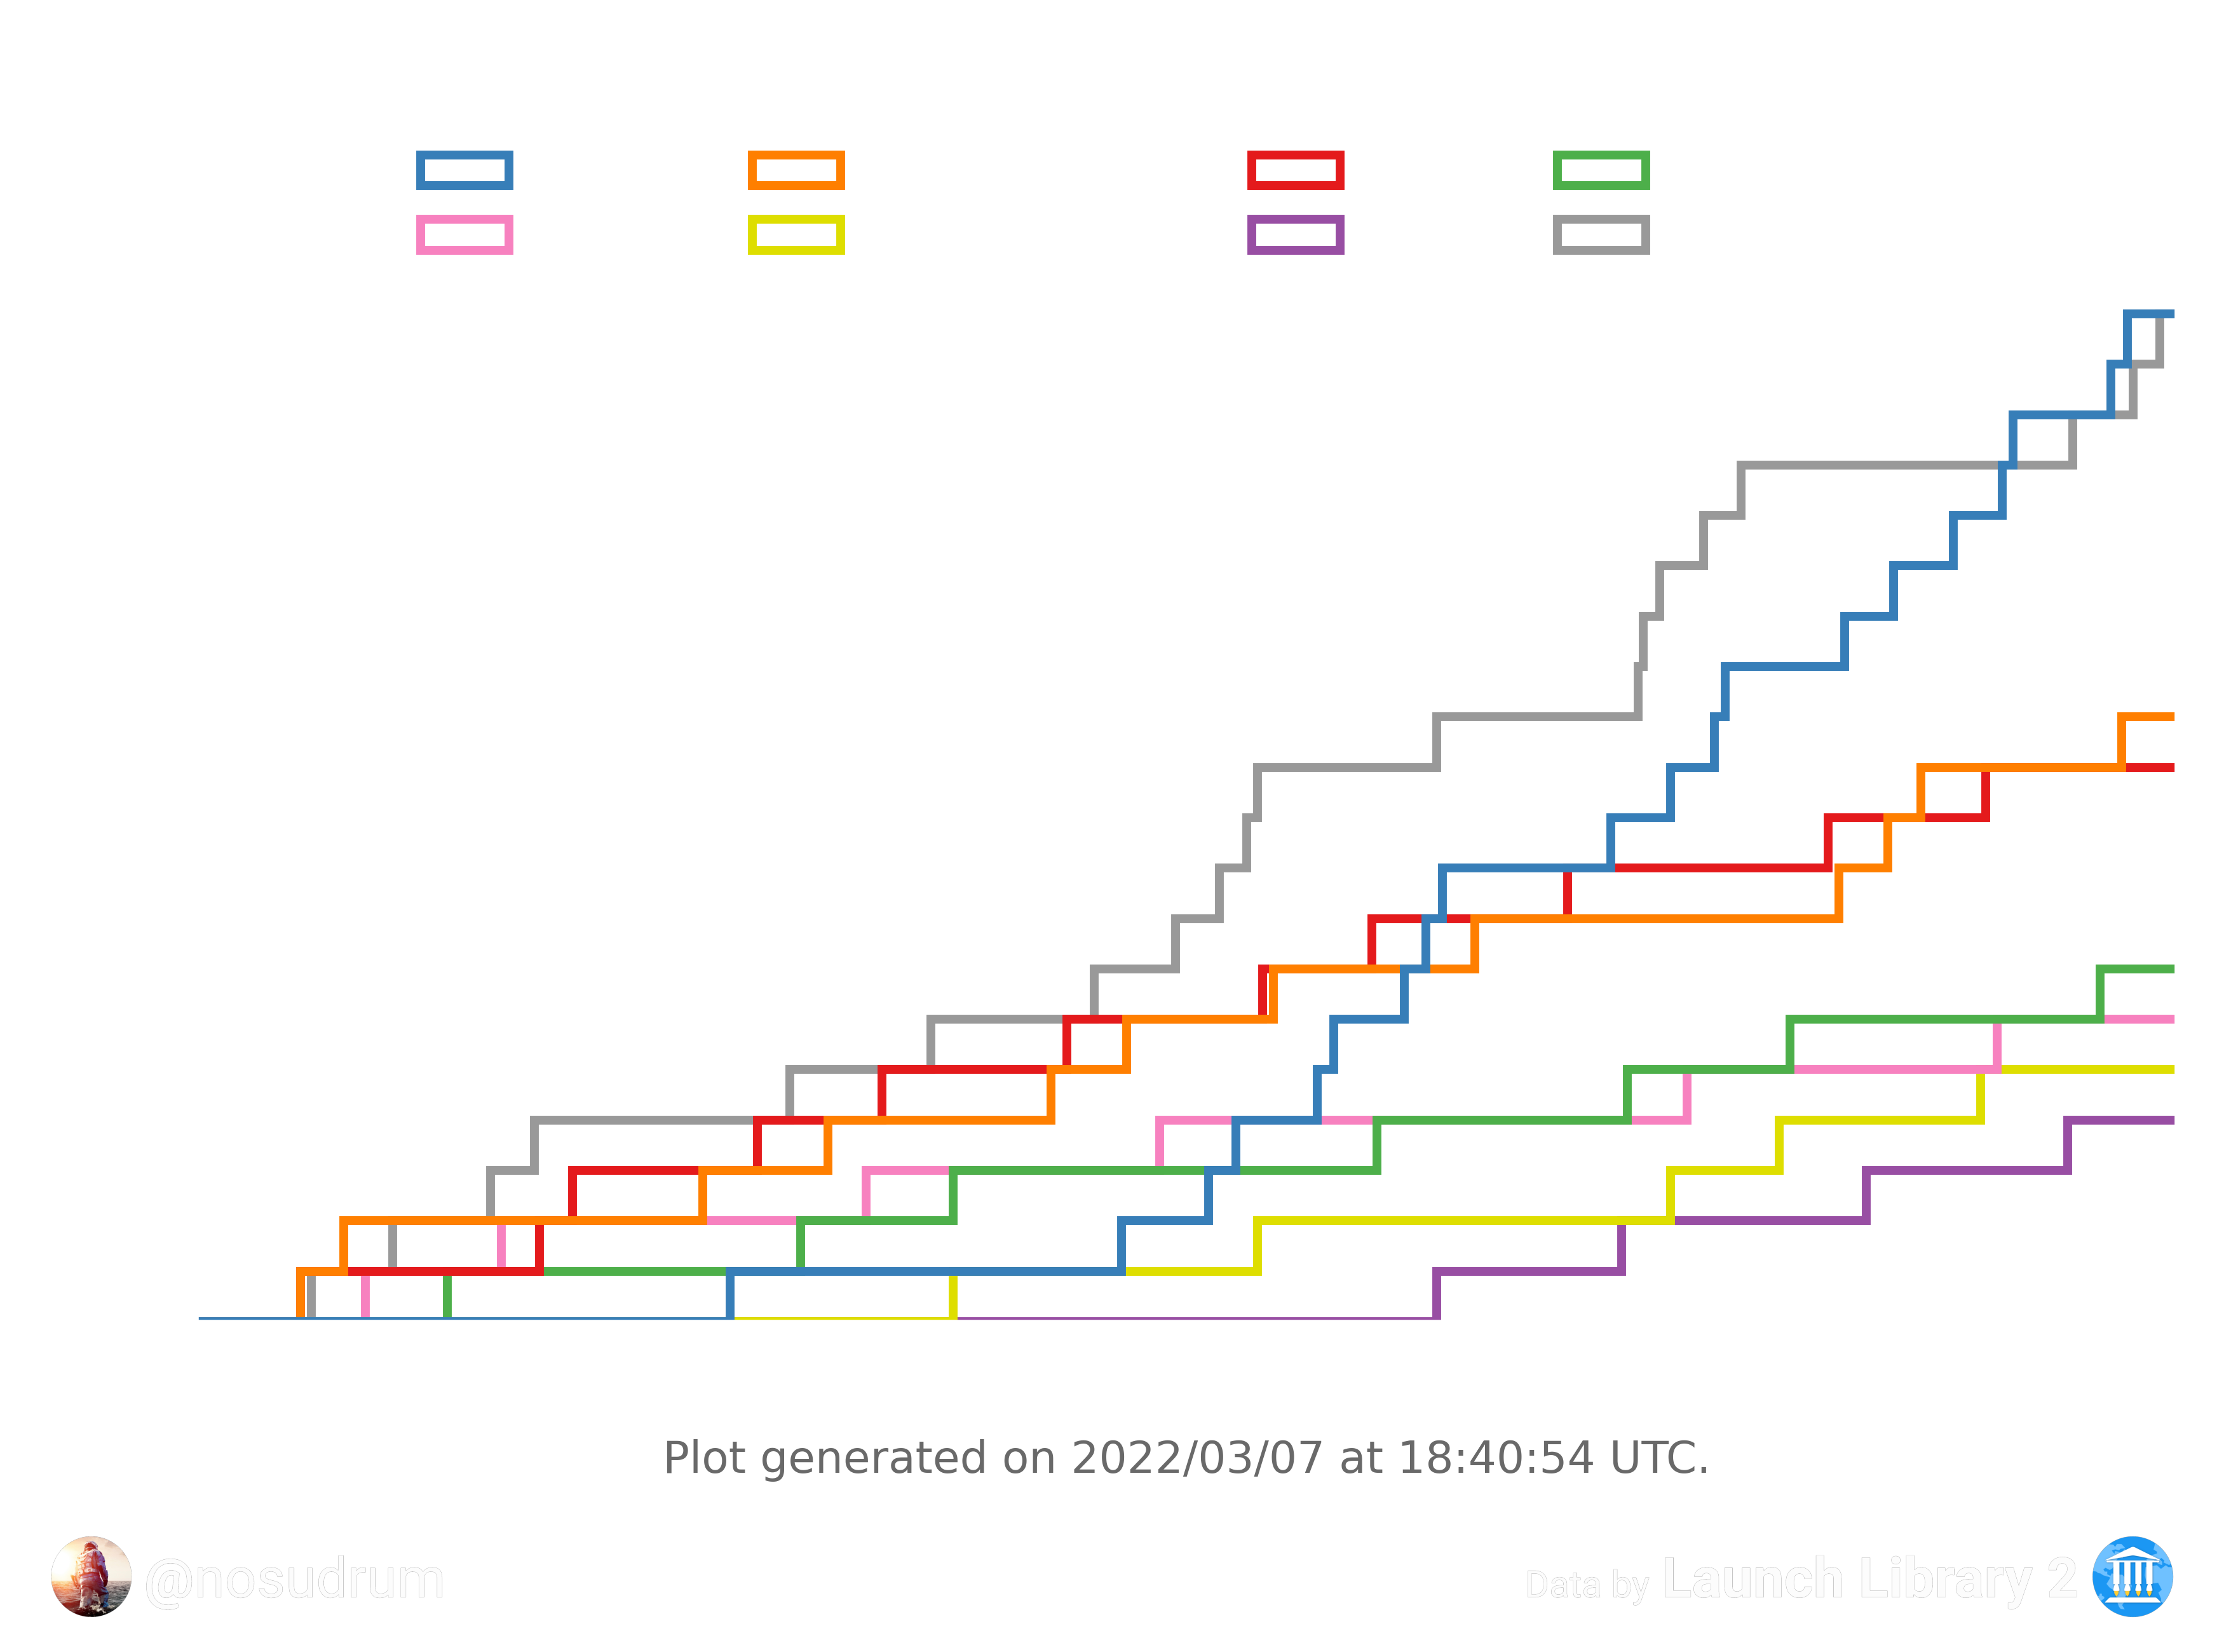 Plot generated on 2022/03/07 at 18:40:54 UTC.
@nosudrum
Data by Launch Library 2